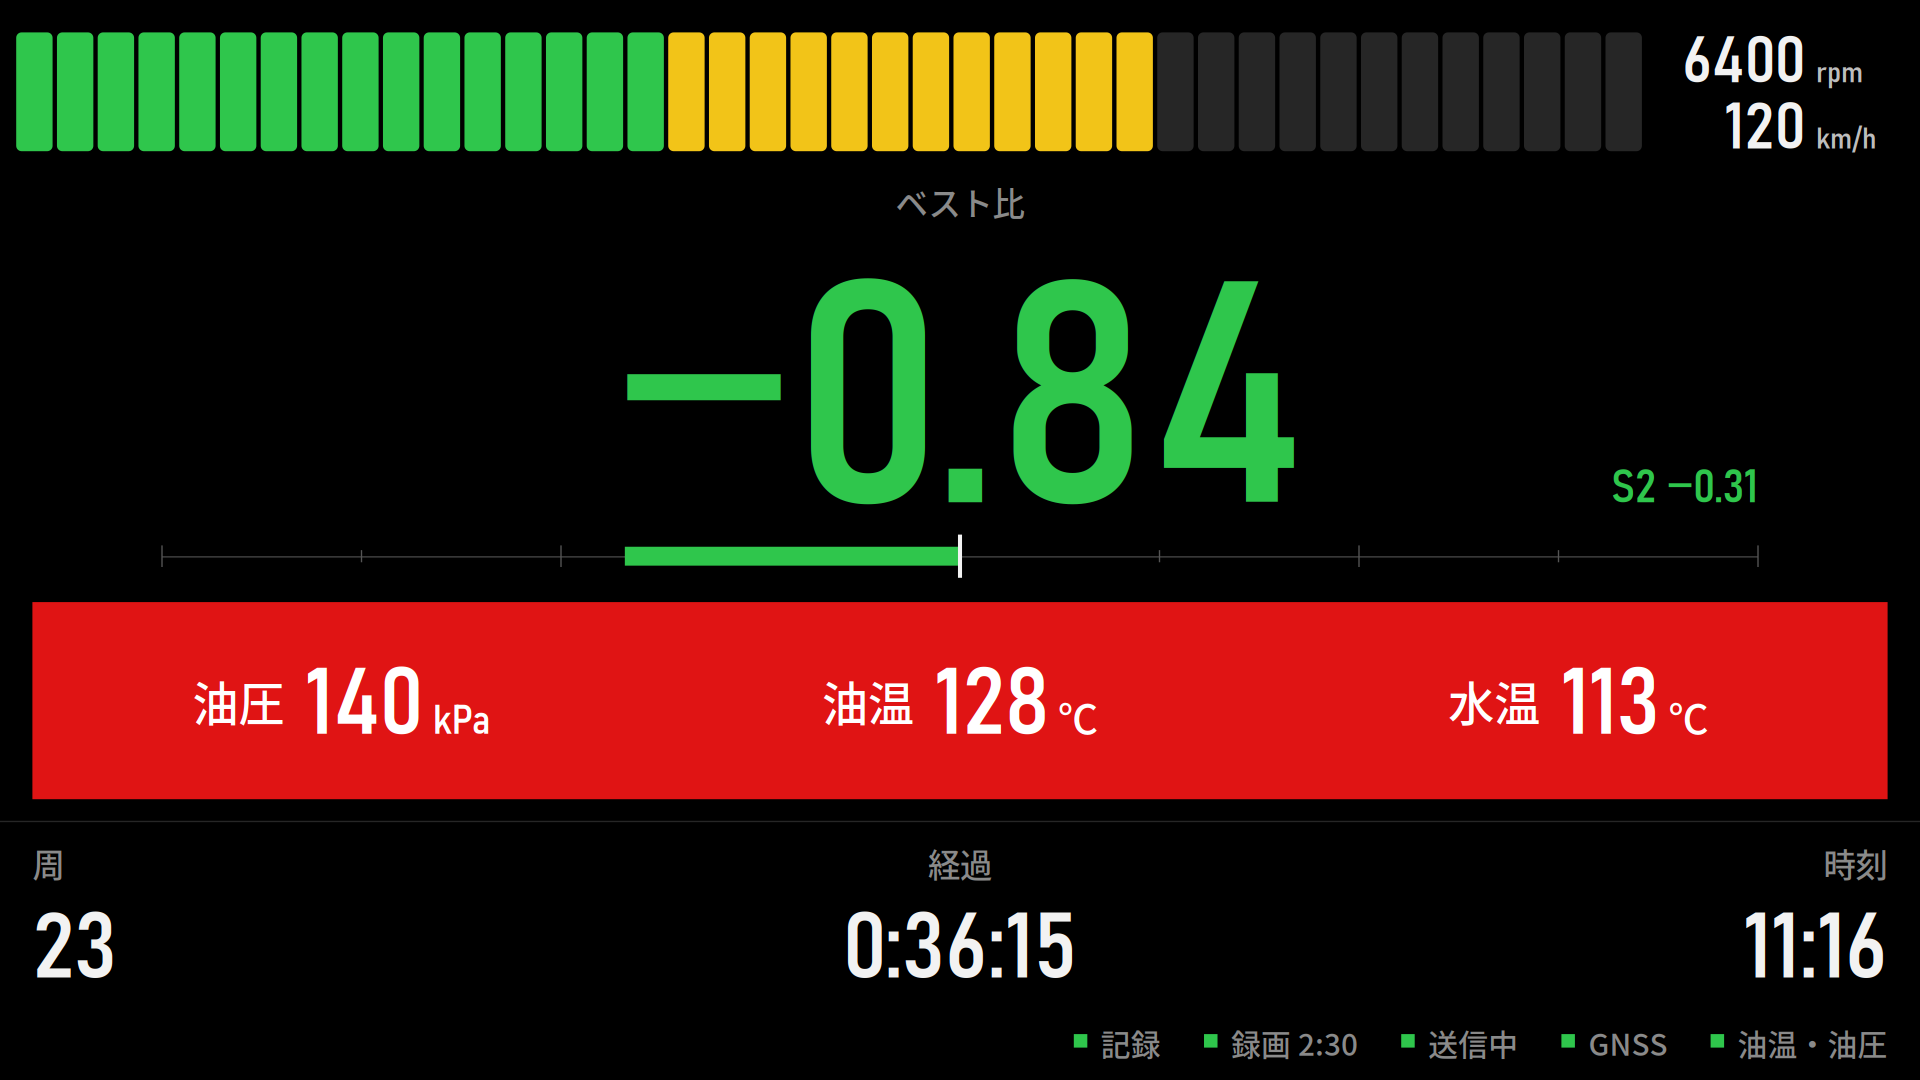 6400 rpm
120 km/h
ベスト比
−0.84
S2 −0.31
油圧 140 kPa
油温 128 °C
水温 113 °C
周
23
経過
0:36:15
時刻
11:16
記録 録画 2:30 送信中 GNSS 油温・油圧